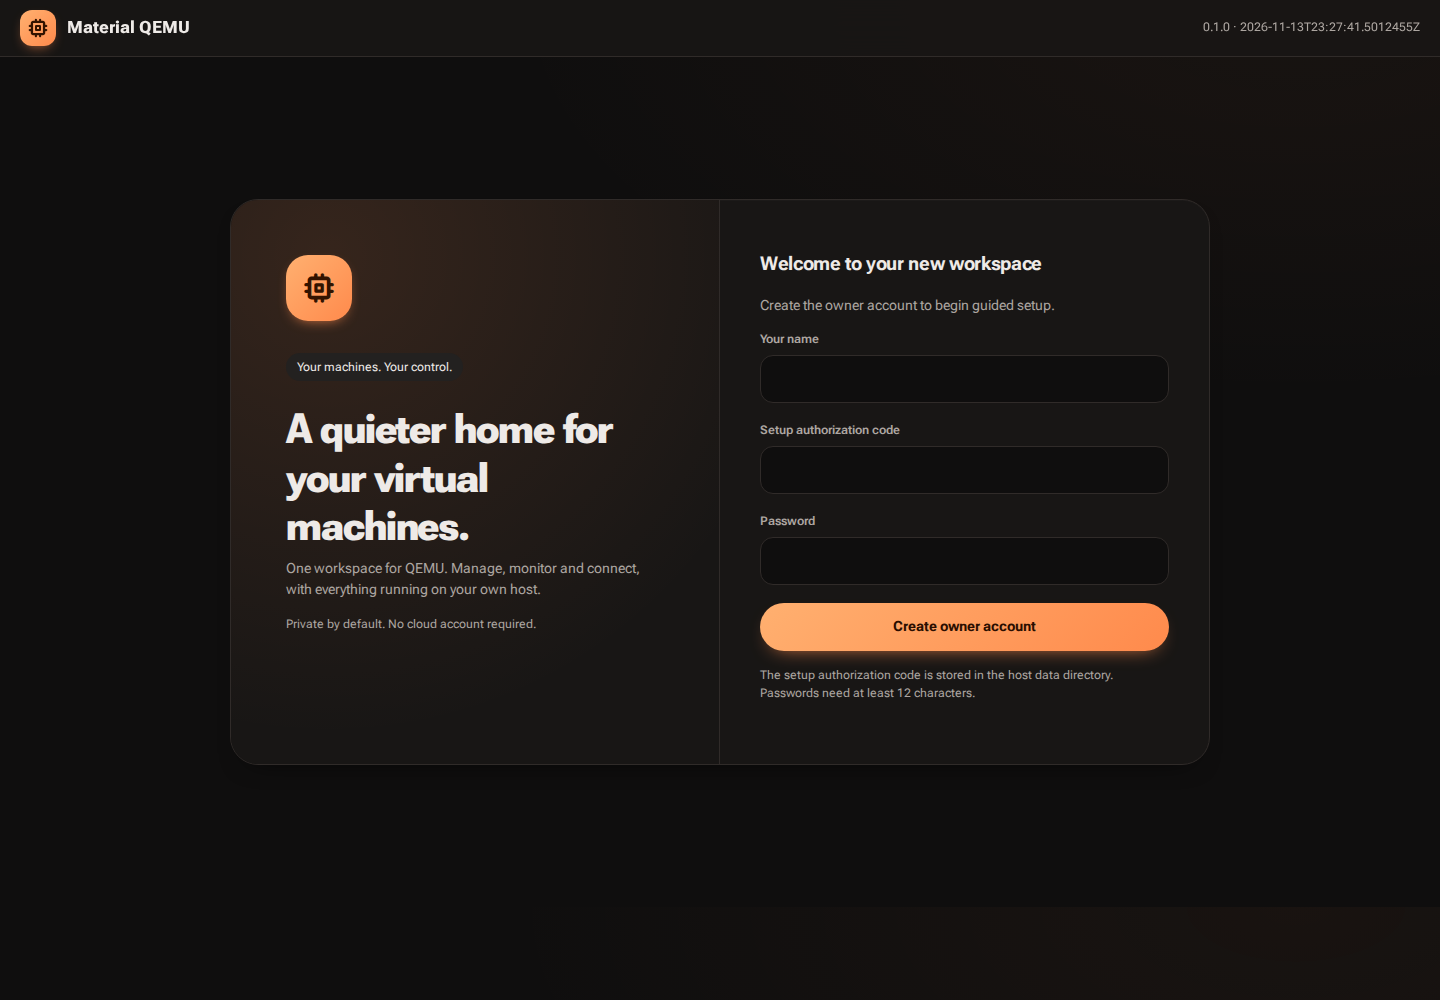 Material QEMU
0.1.0 · 2026-11-13T23:27:41.5012455Z
Your machines. Your control.
A quieter home for
your virtual
machines.
One workspace for QEMU. Manage, monitor and connect,
with everything running on your own host.
Private by default. No cloud account required.
Welcome to your new workspace
Create the owner account to begin guided setup.
Your name
Setup authorization code
Password
Create owner account
The setup authorization code is stored in the host data directory.
Passwords need at least 12 characters.